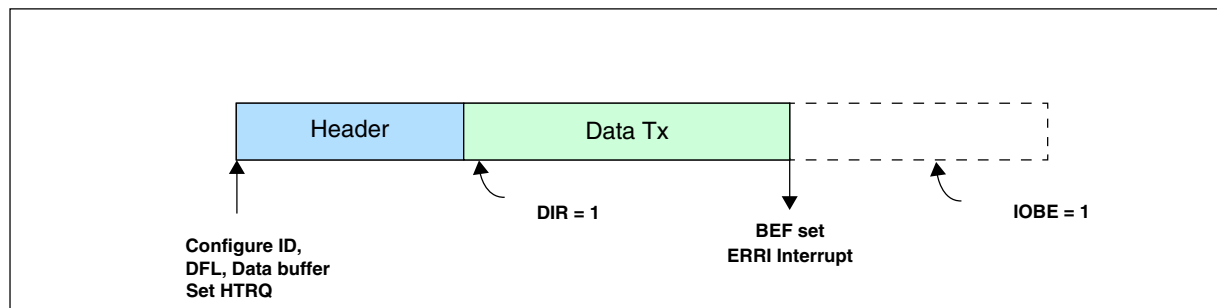 Header
Data Tx
DIR = 1
IOBE = 1
BEF set
ERRI Interrupt
Configure ID,
DFL, Data buffer
Set HTRQ